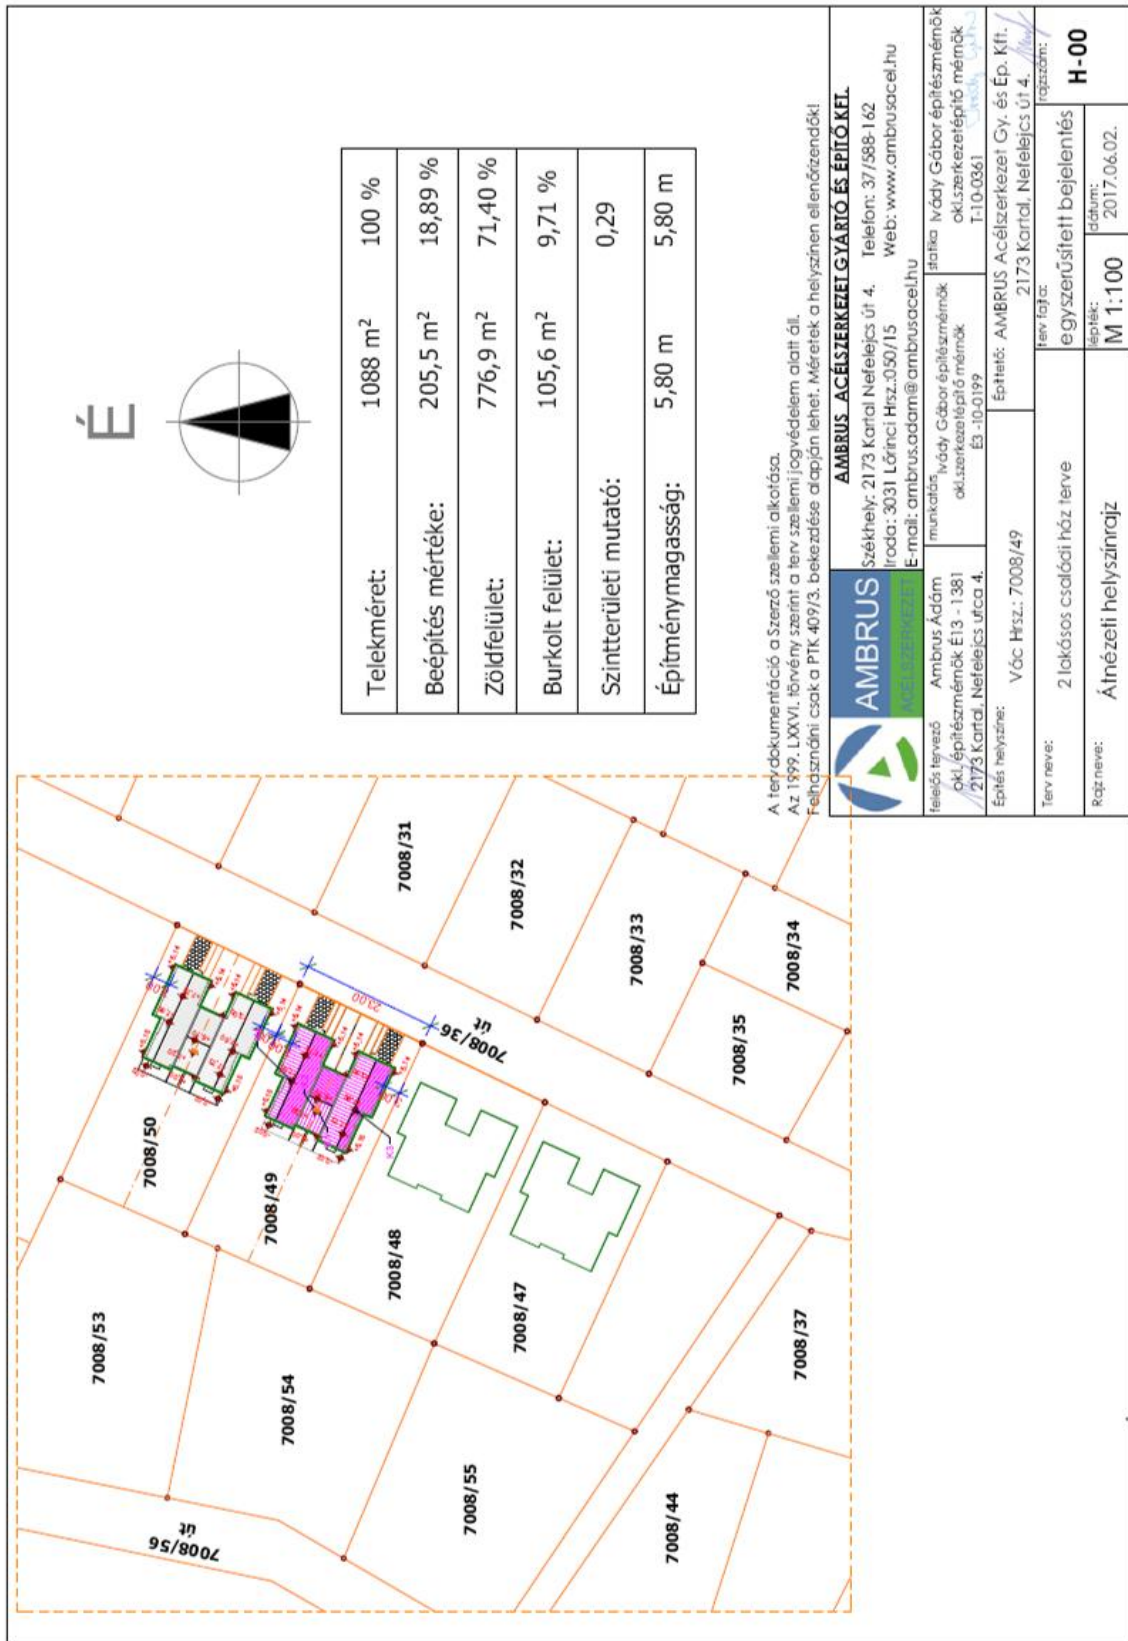 É
Telekméret: 1088 m² 100 %
Beépítés mértéke: 205,5 m² 18,89 %
Zöldfelület: 776,9 m² 71,40 %
Burkolt felület: 105,6 m² 9,71 %
Szintterületi mutató: 0,29
Építménymagasság: 5,80 m 5,80 m
7008/53
7008/50
7008/31
7008/54
7008/49
7008/32
7008/56
út
7008/55
7008/48
23,00
7008/36
út
7008/33
7008/47
7008/35
7008/34
7008/44
7008/37
K3
A tervdokumentáció a Szerző szellemi alkotása.
Az 1999. LXXVI. törvény szerint a terv szellemi jogvédelem alatt áll.
Felhasználni csak a PTK 409/3. bekezdése alapján lehet. Méretek a helyszínen ellenőrizendők!
AMBRUS
ACÉLSZERKEZET
AMBRUS ACÉLSZERKEZET GYÁRTÓ ÉS ÉPÍTŐ KFT.
Székhely: 2173 Kartal Nefelejcs út 4. Telefon: 37/588-162
Iroda: 3031 Lőrinci Hrsz.:050/15 Web: www.ambrusacel.hu
E-mail: ambrus.adam@ambrusacel.hu
felelős tervező Ambrus Ádám
okl. építészmérnök É13 - 1381
2173 Kartal, Nefelejcs utca 4.
munkatárs Ivády Gábor építészmérnök
okl.szerkezetépítő mérnök
É3 -10-0199
statika Ivády Gábor építészmérnök
okl.szerkezetépítő mérnök
T-10-0361
Építés helyszíne: Vác Hrsz.: 7008/49
Építtető: AMBRUS Acélszerkezet Gy. és Ép. Kft.
2173 Kartal, Nefelejcs út 4.
Terv neve: 2 lakásos családi ház terve
terv fajta:
egyszerűsített bejelentés
rajzszám:
H-00
Rajz neve: Átnézeti helyszínrajz
lépték:
M 1:100
dátum:
2017.06.02.